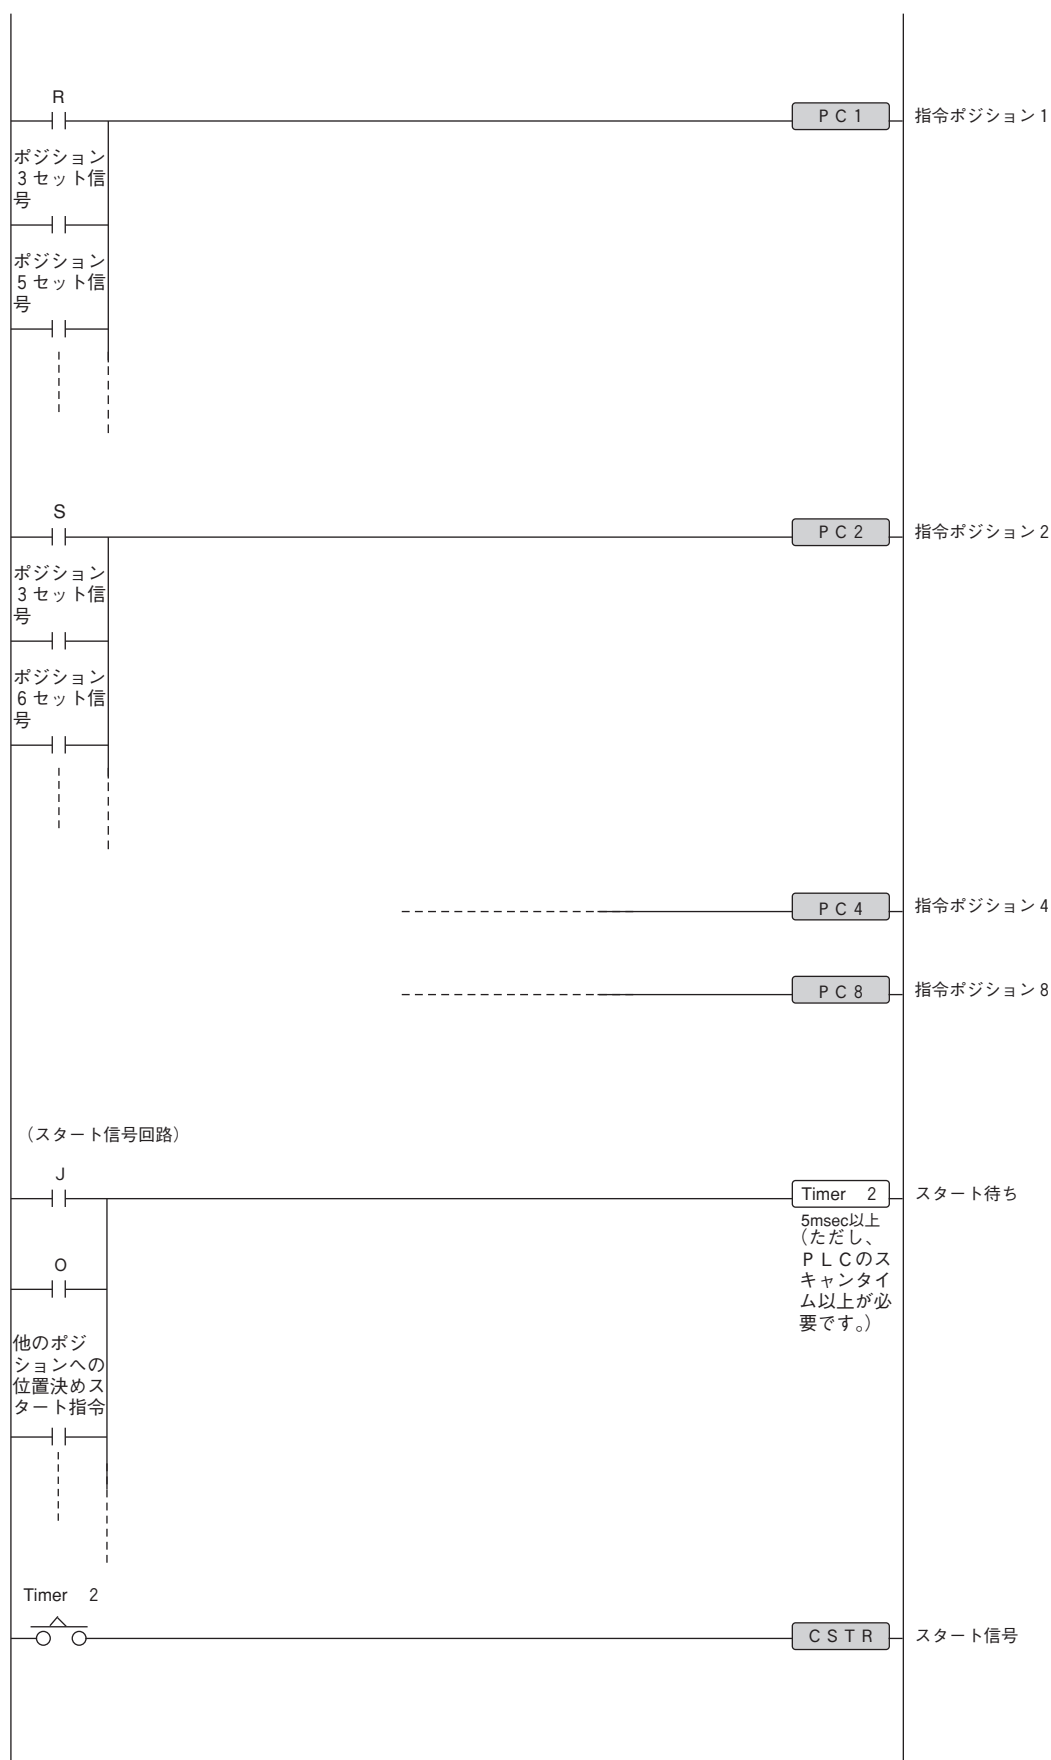 R
ＰＣ１
指令ポジション１
ポジション
３セット信
号
ポジション
５セット信
号
S
ＰＣ２
指令ポジション２
ポジション
３セット信
号
ポジション
６セット信
号
ＰＣ４
指令ポジション４
ＰＣ８
指令ポジション８
（スタート信号回路）
J
Timer 2
スタート待ち
5msec以上
（ただし、
ＰＬＣのス
キャンタイ
ム以上が必
要です。）
O
他のポジ
ションへの
位置決めス
タート指令
Timer 2
ＣＳＴＲ
スタート信号